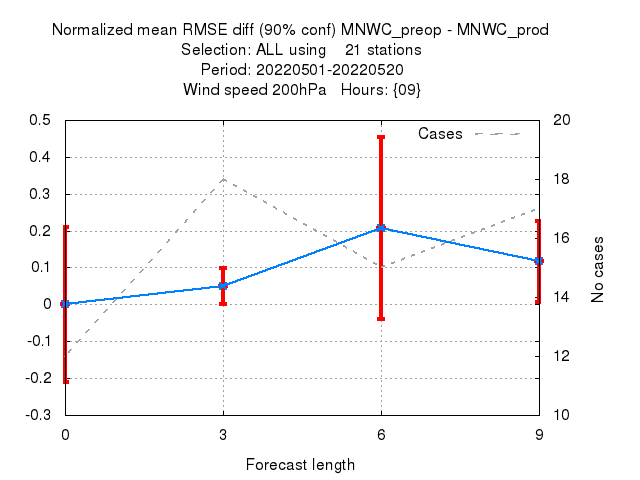 Normalized mean RMSE diff (90% conf) MNWC_preop - MNWC_prod
Selection: ALL using    21 stations
Period: 20220501-20220520
Wind speed 200hPa   Hours: {09}
Cases
0.5
0.4
0.3
0.2
0.1
0
-0.1
-0.2
-0.3
20
18
16
14
12
10
No cases
0 3 6 9
Forecast length